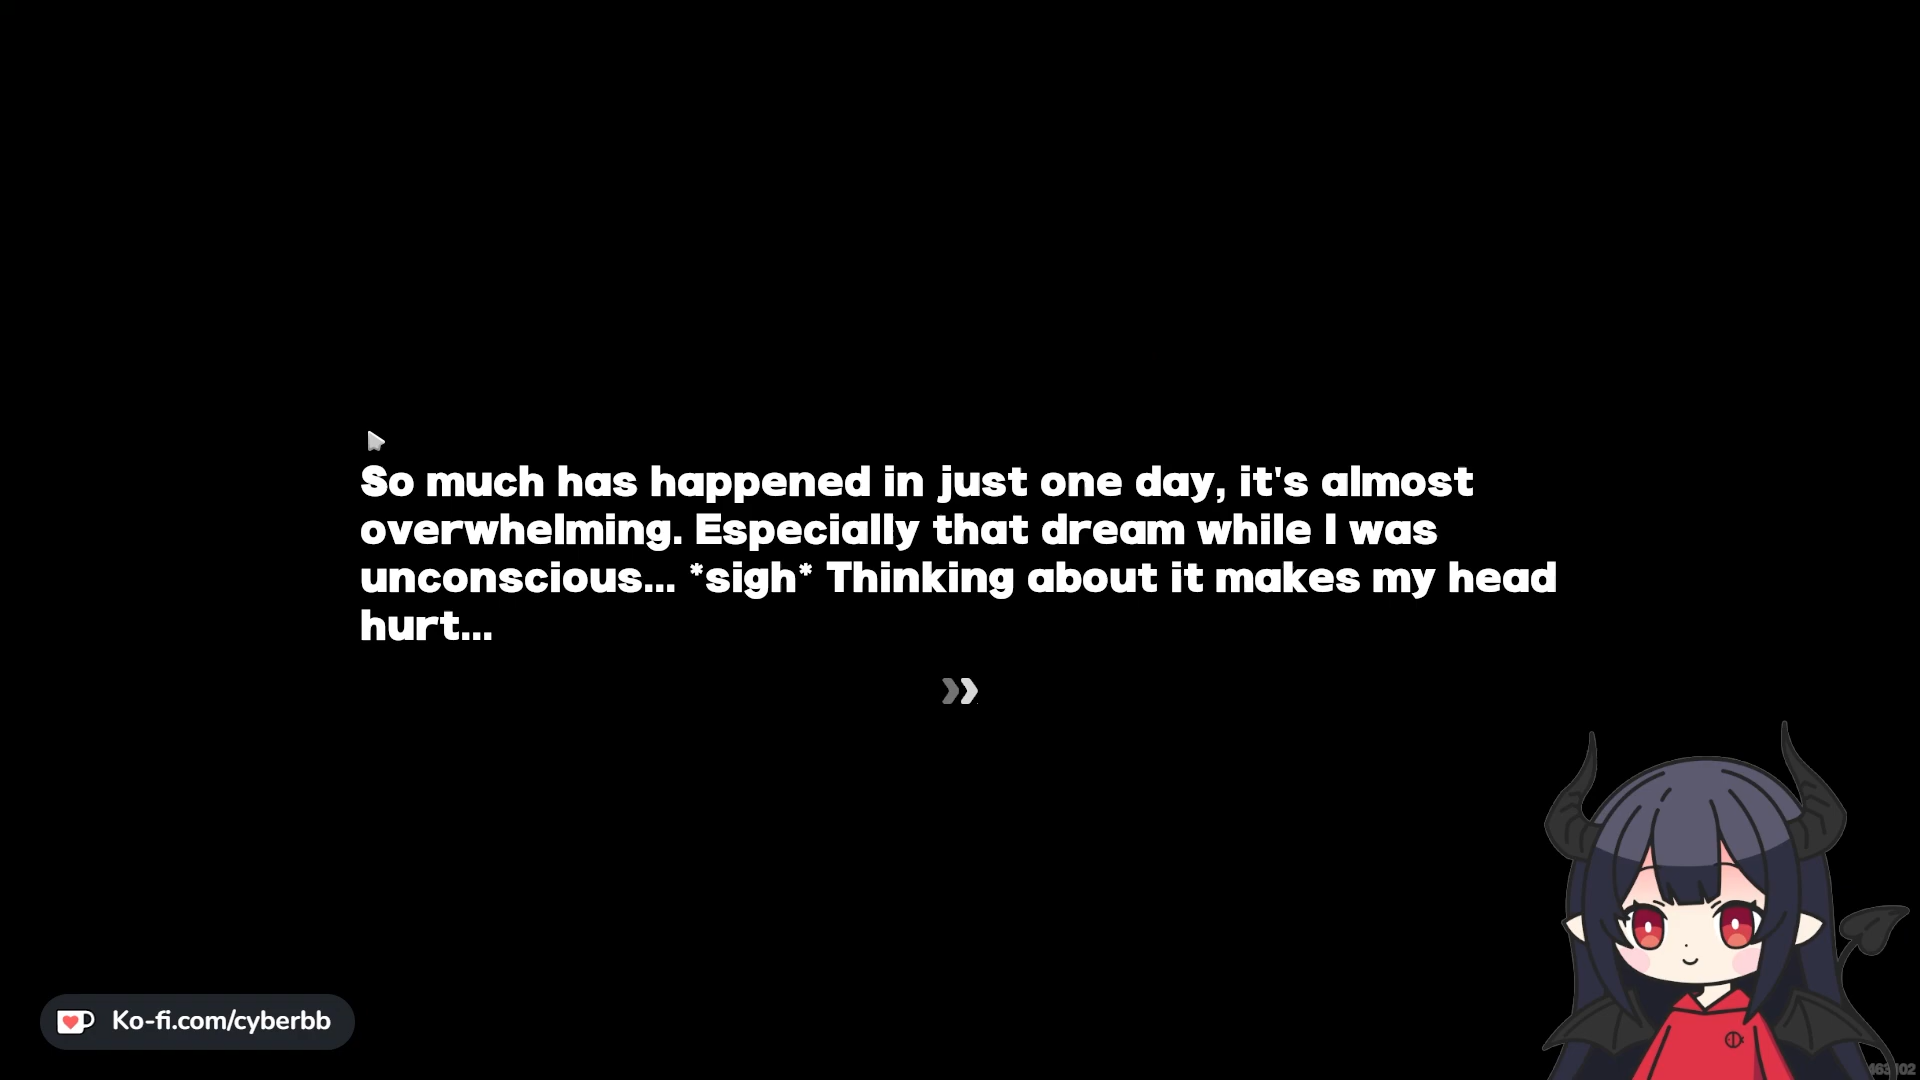 So much has happened in just one day, it's almost
overwhelming. Especially that dream while I was
unconscious... *sigh* Thinking about it makes my head
hurt...
Ko-fi.com/cyberbb